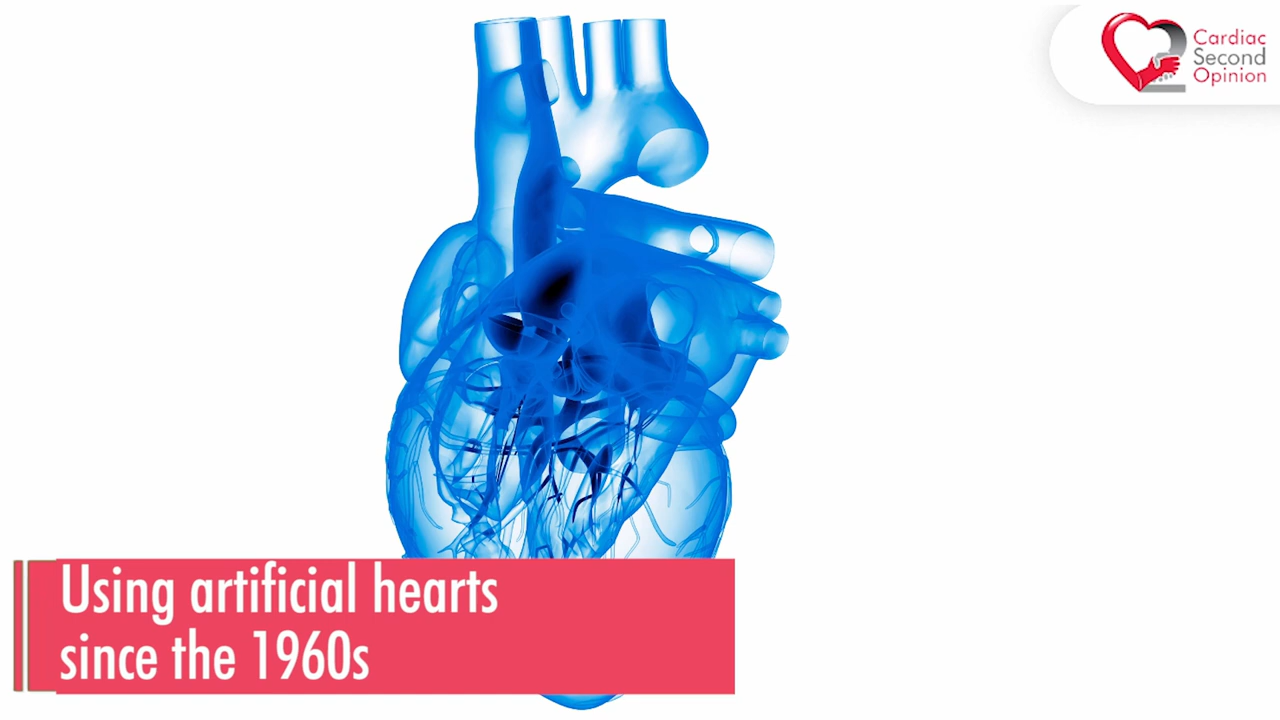 Cardiac
Second
Opinion
Using artificial hearts
since the 1960s